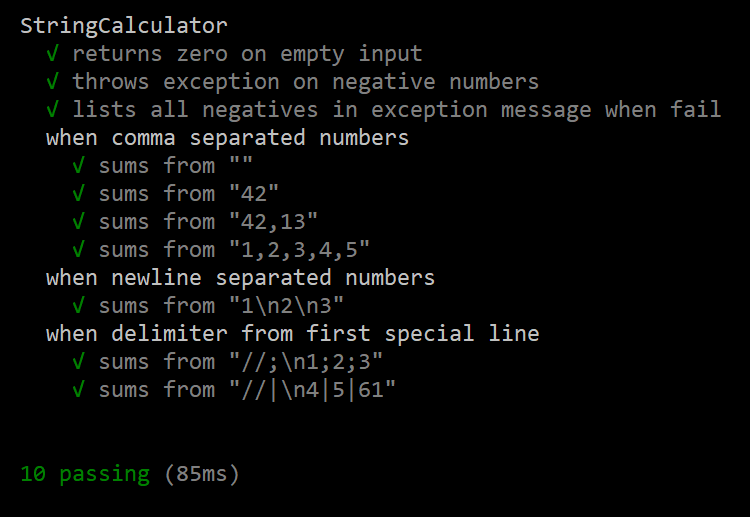 StringCalculator
√ returns zero on empty input
√ throws exception on negative numbers
√ lists all negatives in exception message when fail
when comma separated numbers
√ sums from ""
√ sums from "42"
√ sums from "42,13"
√ sums from "1,2,3,4,5"
when newline separated numbers
√ sums from "1\n2\n3"
when delimiter from first special line
√ sums from "//;\n1;2;3"
√ sums from "//|\n4|5|61"
10 passing (85ms)